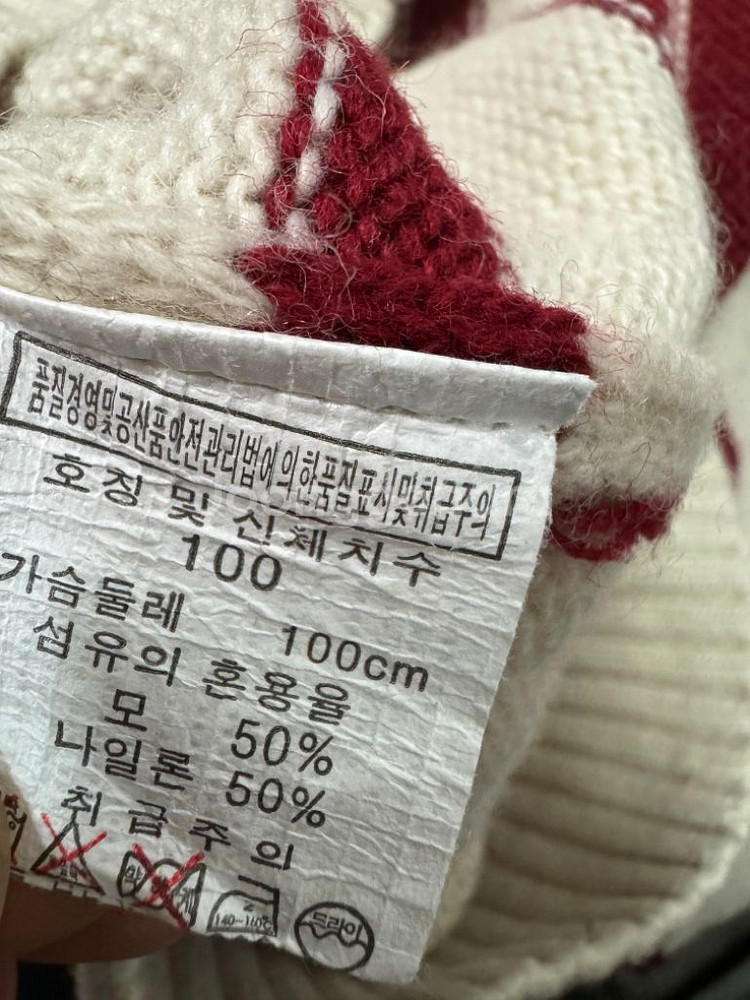 품질경영및공산품안전관리법에의한품질표시및취급주의
호칭 및 신체치수
100
가슴둘레 100cm
섬유의 혼용율
모 50%
나일론 50%
취급주의
140~160℃ 드라이